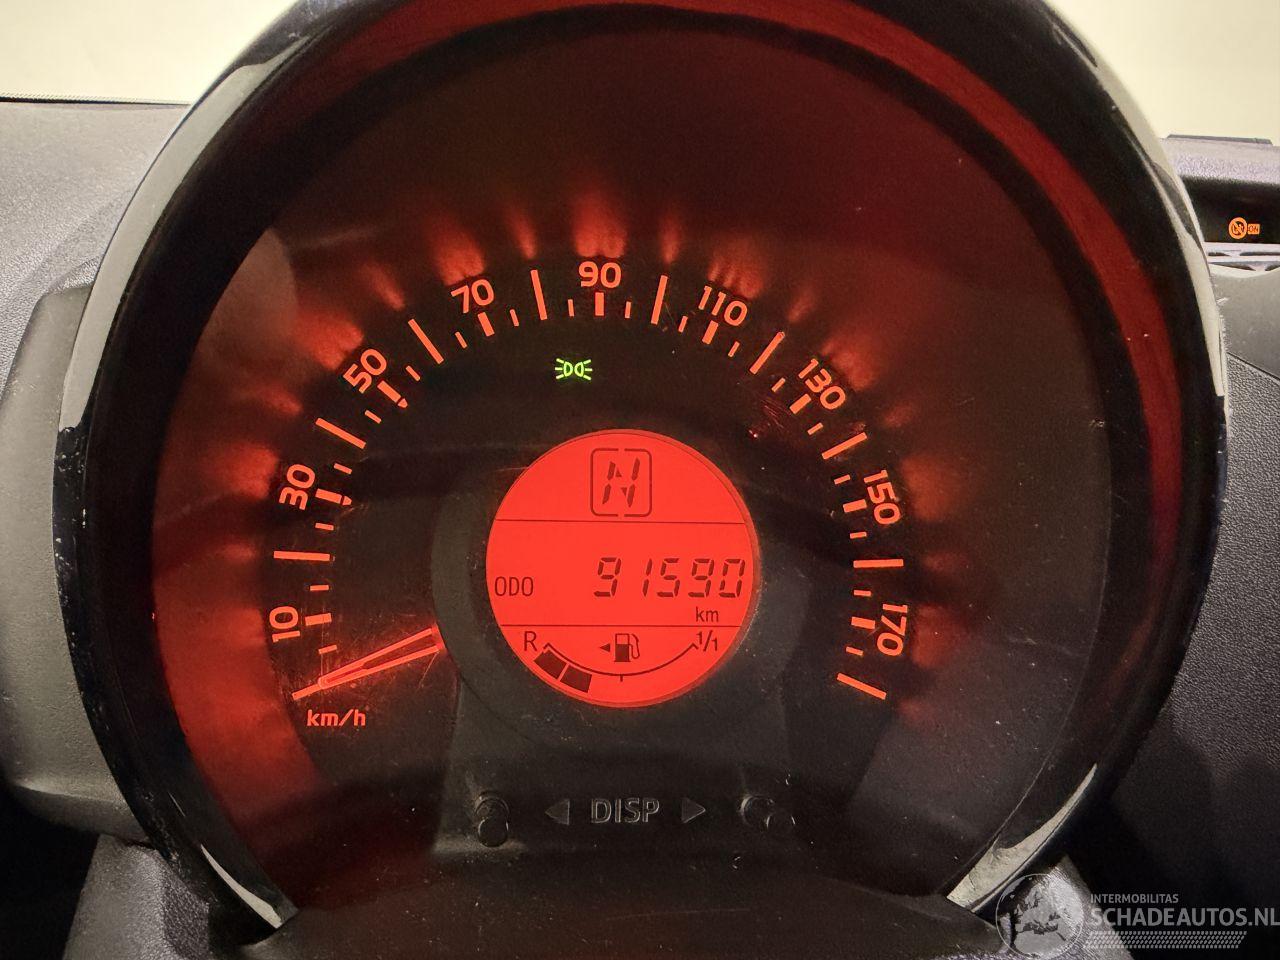 10
30
50
70
90
110
130
150
170
km/h
N
ODO 91590
km
R 1/1
DISP
ON
INTERMOBILITAS
SCHADEAUTOS.NL